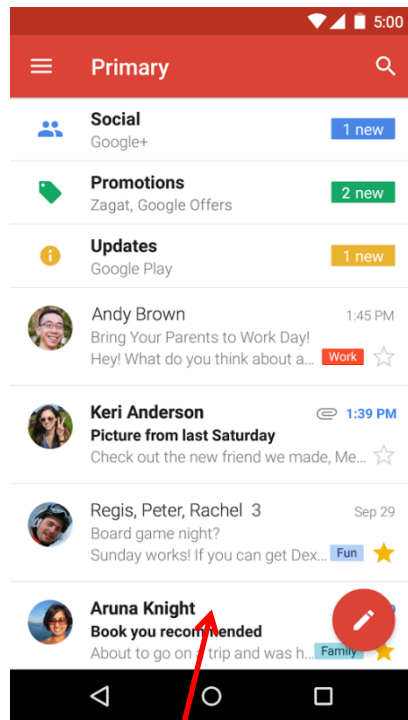 5:00
Primary
Social
1 new
Google+
Promotions
2 new
Zagat, Google Offers
Updates
1 new
Google Play
Andy Brown 1:45 PM
Bring Your Parents to Work Day!
Hey! What do you think about a... Work
Keri Anderson 1:39 PM
Picture from last Saturday
Check out the new friend we made, Me...
Regis, Peter, Rachel 3 Sep 29
Board game night?
Sunday works! If you can get Dex... Fun
Aruna Knight
Book you recommended
About to go on a trip and was h... Family